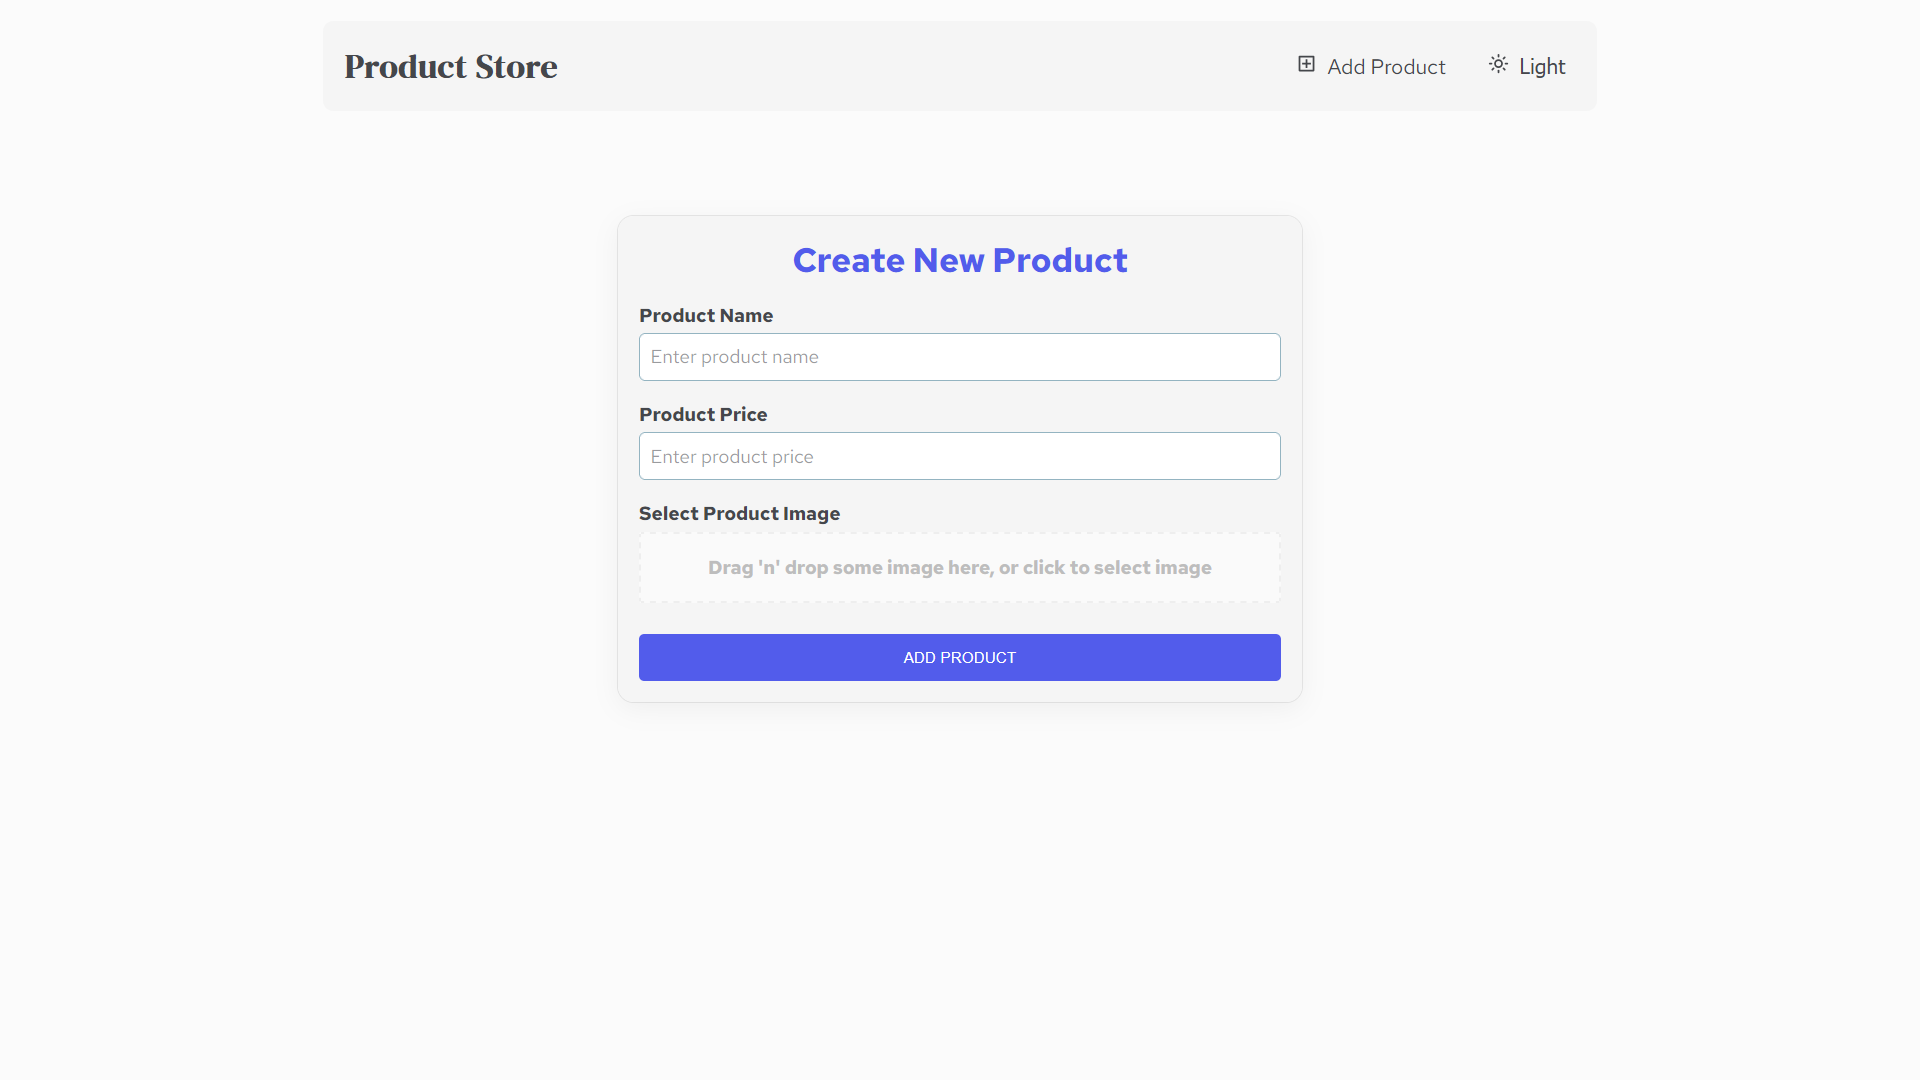 Product Store
Add Product
Light
Create New Product
Product Name
Enter product name
Product Price
Enter product price
Select Product Image
Drag 'n' drop some image here, or click to select image
ADD PRODUCT